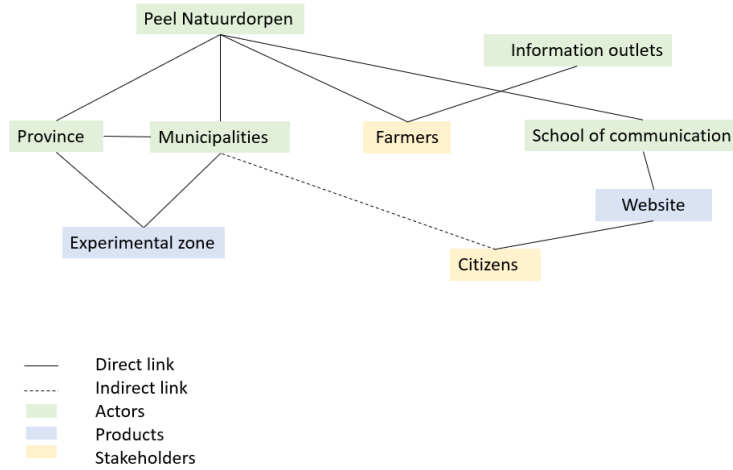 Peel Natuurdorpen
Information outlets
Province
Municipalities
Farmers
School of communication
Website
Experimental zone
Citizens
Direct link
Indirect link
Actors
Products
Stakeholders